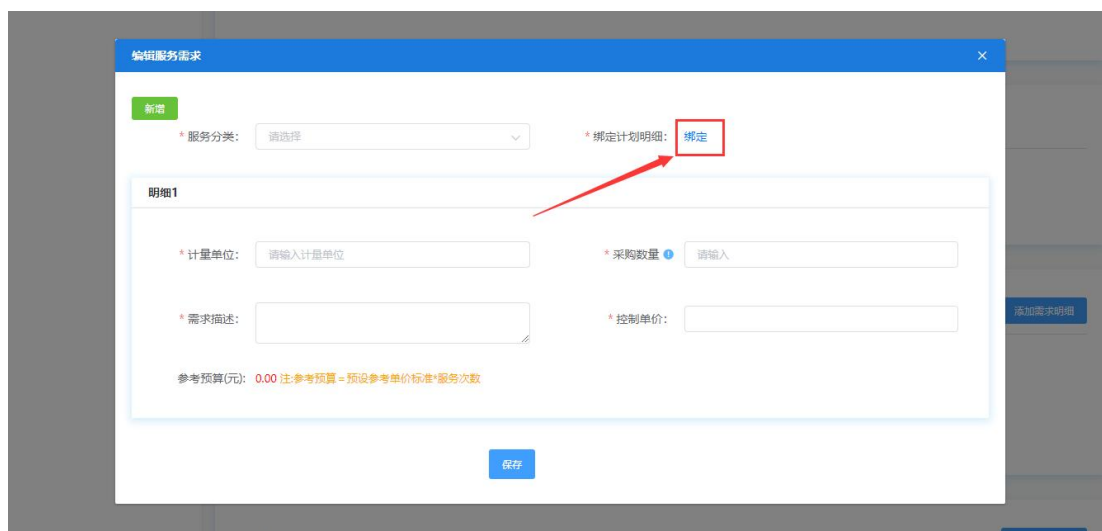 编辑服务需求
×
新增
* 服务分类: 请选择 * 绑定计划明细: 绑定
明细1
* 计量单位: 请输入计量单位 * 采购数量 请输入
* 需求描述: * 控制单价:
添加需求明细
参考预算(元): 0.00 注:参考预算=预设参考单价标准*服务次数
保存